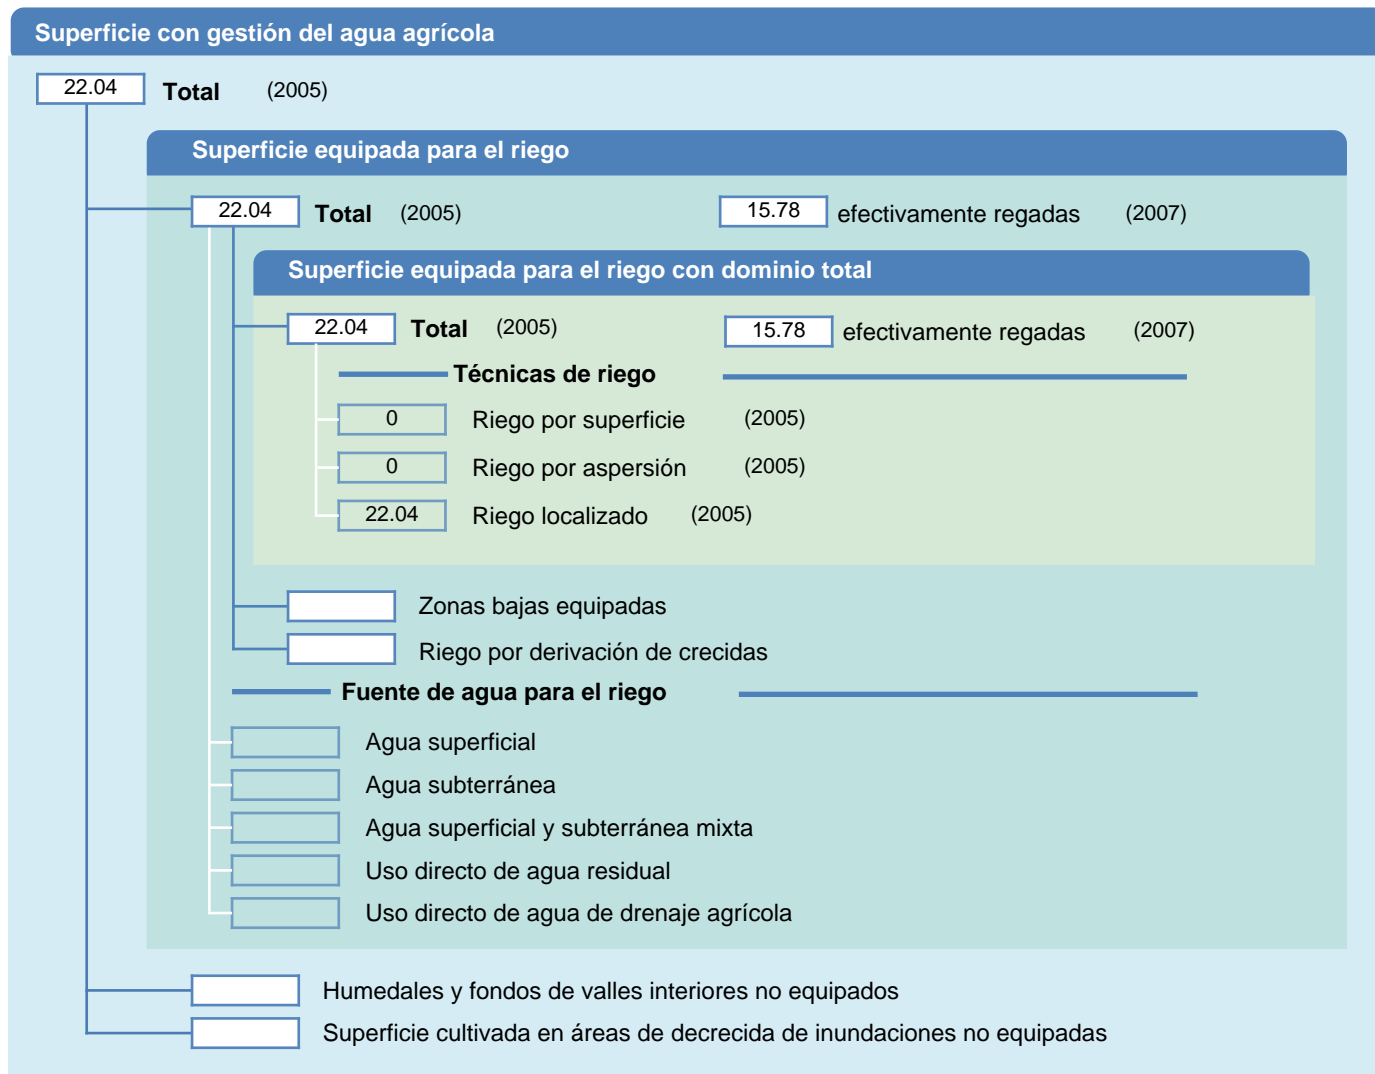 Superficie con gestión del agua agrícola
22.04 Total (2005)
Superficie equipada para el riego
22.04 Total (2005) 15.78 efectivamente regadas (2007)
Superficie equipada para el riego con dominio total
22.04 Total (2005) 15.78 efectivamente regadas (2007)
Técnicas de riego
0 Riego por superficie (2005)
0 Riego por aspersión (2005)
22.04 Riego localizado (2005)
Zonas bajas equipadas
Riego por derivación de crecidas
Fuente de agua para el riego
Agua superficial
Agua subterránea
Agua superficial y subterránea mixta
Uso directo de agua residual
Uso directo de agua de drenaje agrícola
Humedales y fondos de valles interiores no equipados
Superficie cultivada en áreas de decrecida de inundaciones no equipadas